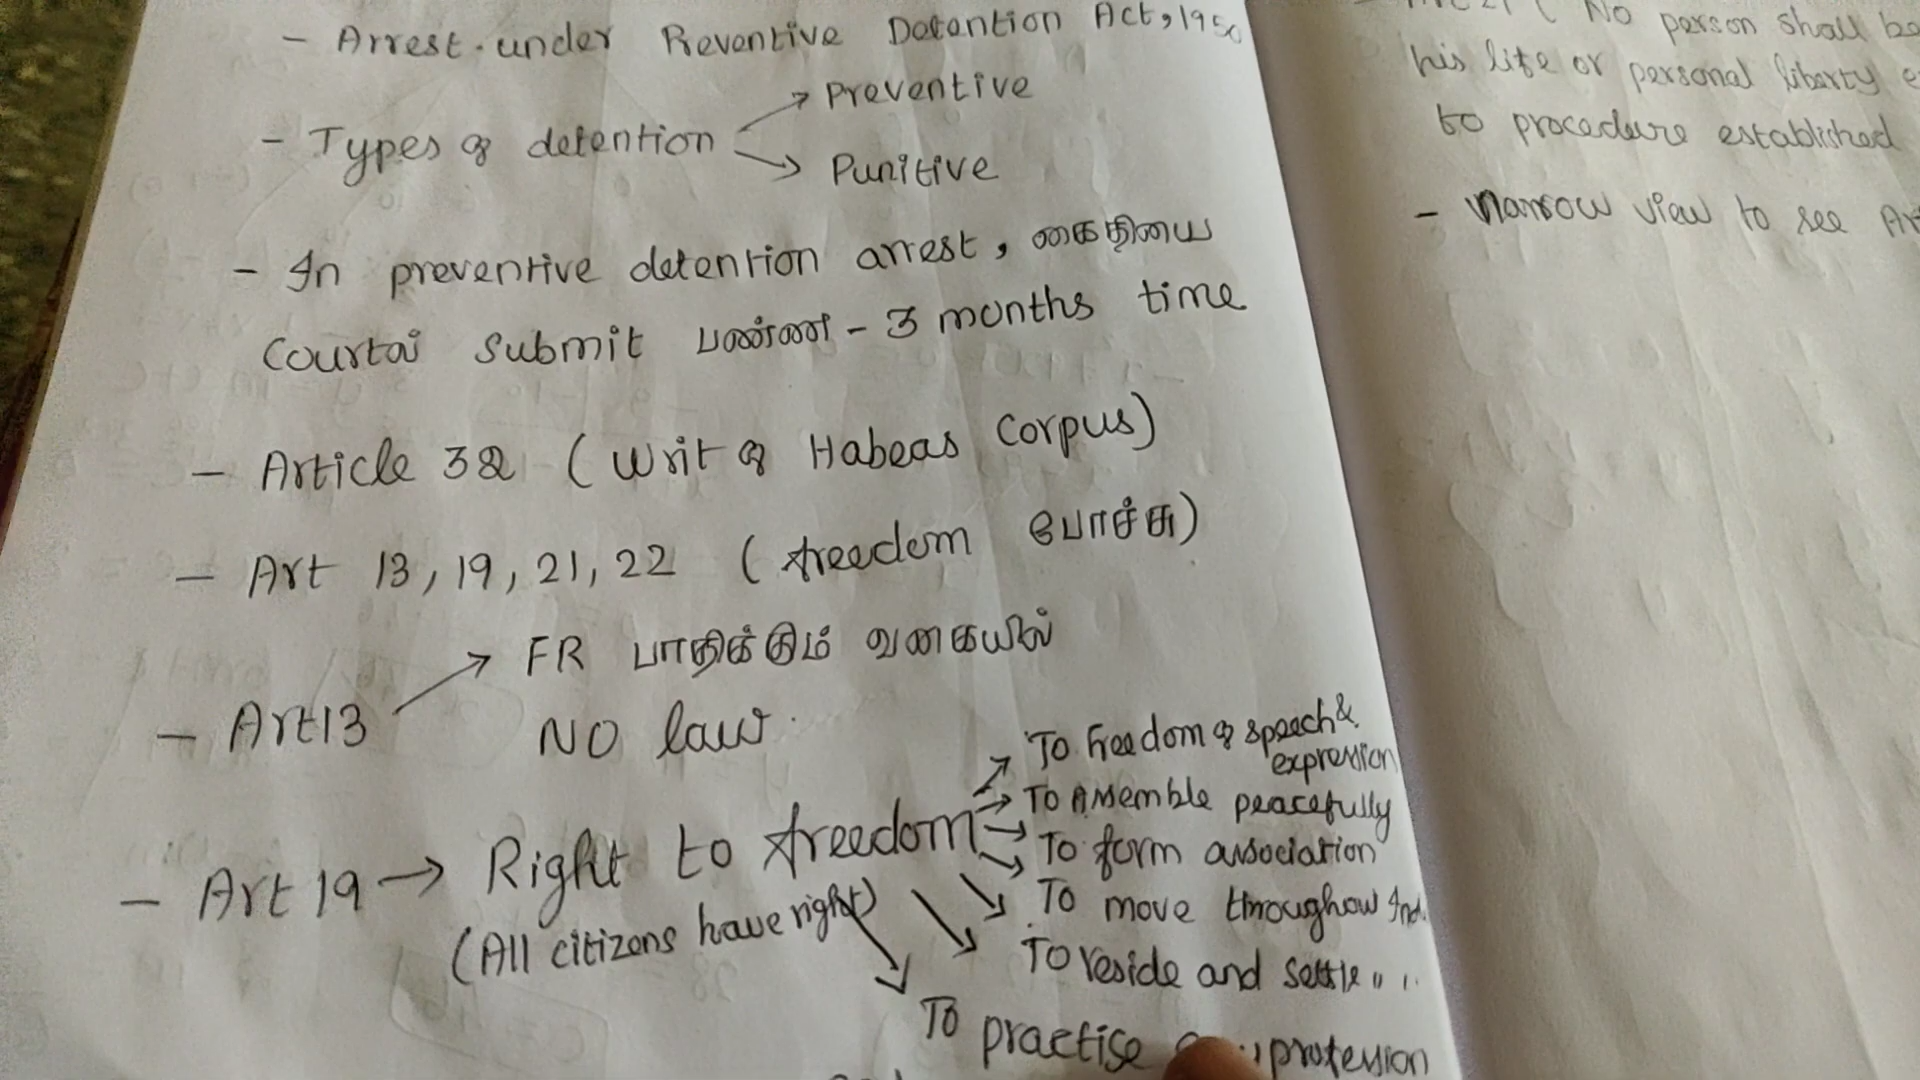 - Arrest under Preventive Detention Act, 1950
- Types of detention → Preventive
→ Punitive
- In preventive detention arrest, கைதியை
Courtல் Submit பண்ண - 3 months time
- Article 32 (Writ of Habeas Corpus)
- Art 13, 19, 21, 22 (freedom போச்சு)
- Art 13 → FR பாதிக்கும் வகையில்
NO law.
- Art 19 → Right to freedom
(All citizens have right)
→ To freedom of speech &
expression
→ To Assemble peacefully
→ To form association
→ To move throughow Ind.
→ To reside and settle " "
→ To practise profession
No person shall be
his life or personal liberty
to procedure established
- Narrow view to see